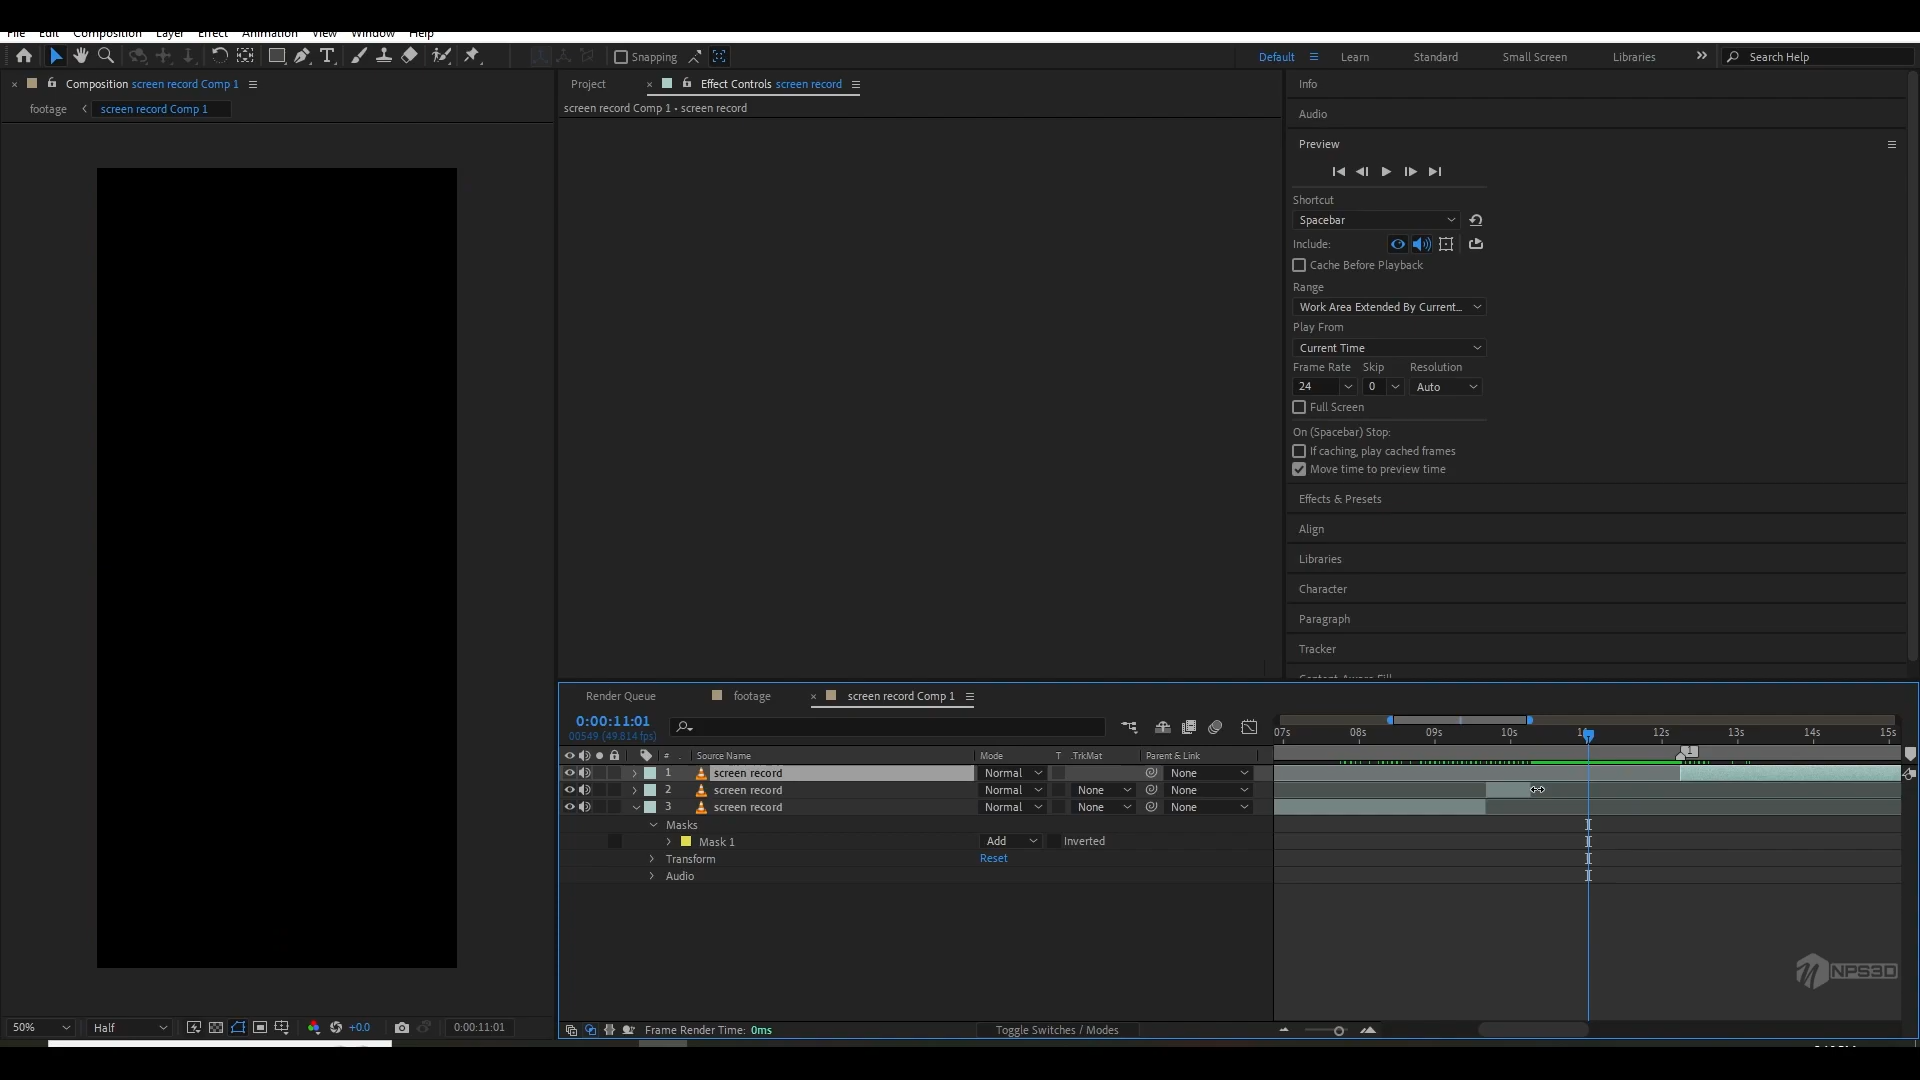 File Edit Composition Layer Effect Animation View Window Help
Snapping
Default Learn Standard Small Screen Libraries Search Help
Composition screen record Comp 1
footage screen record Comp 1
Project Effect Controls screen record
screen record Comp 1 • screen record
Info
Audio
Preview
Shortcut
Spacebar
Include:
Cache Before Playback
Range
Work Area Extended By Current...
Play From
Current Time
Frame Rate Skip Resolution
24 0 Auto
Full Screen
On (Spacebar) Stop:
If caching, play cached frames
Move time to preview time
Effects & Presets
Align
Libraries
Character
Paragraph
Tracker
Content-Aware Fill
Render Queue footage screen record Comp 1
0:00:11:01
00549 (49.814 fps)
07s 08s 09s 10s 12s 13s 14s 15s
# Source Name Mode T .TrkMat Parent & Link
1
1 screen record Normal None
2 screen record Normal None None
3 screen record Normal None None
Masks
Mask 1 Add Inverted
Transform Reset
Audio
NPS3D
50% Half +0.0 0:00:11:01
Frame Render Time: 0ms Toggle Switches / Modes